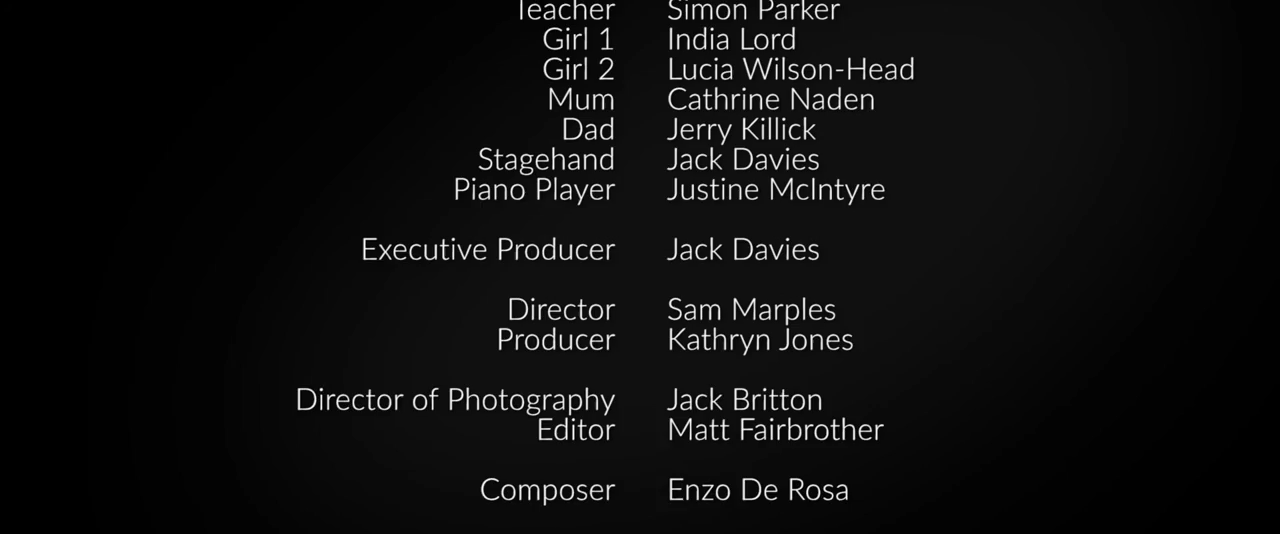 Teacher Simon Parker
Girl 1 India Lord
Girl 2 Lucia Wilson-Head
Mum Cathrine Naden
Dad Jerry Killick
Stagehand Jack Davies
Piano Player Justine McIntyre
Executive Producer Jack Davies
Director Sam Marples
Producer Kathryn Jones
Director of Photography Jack Britton
Editor Matt Fairbrother
Composer Enzo De Rosa